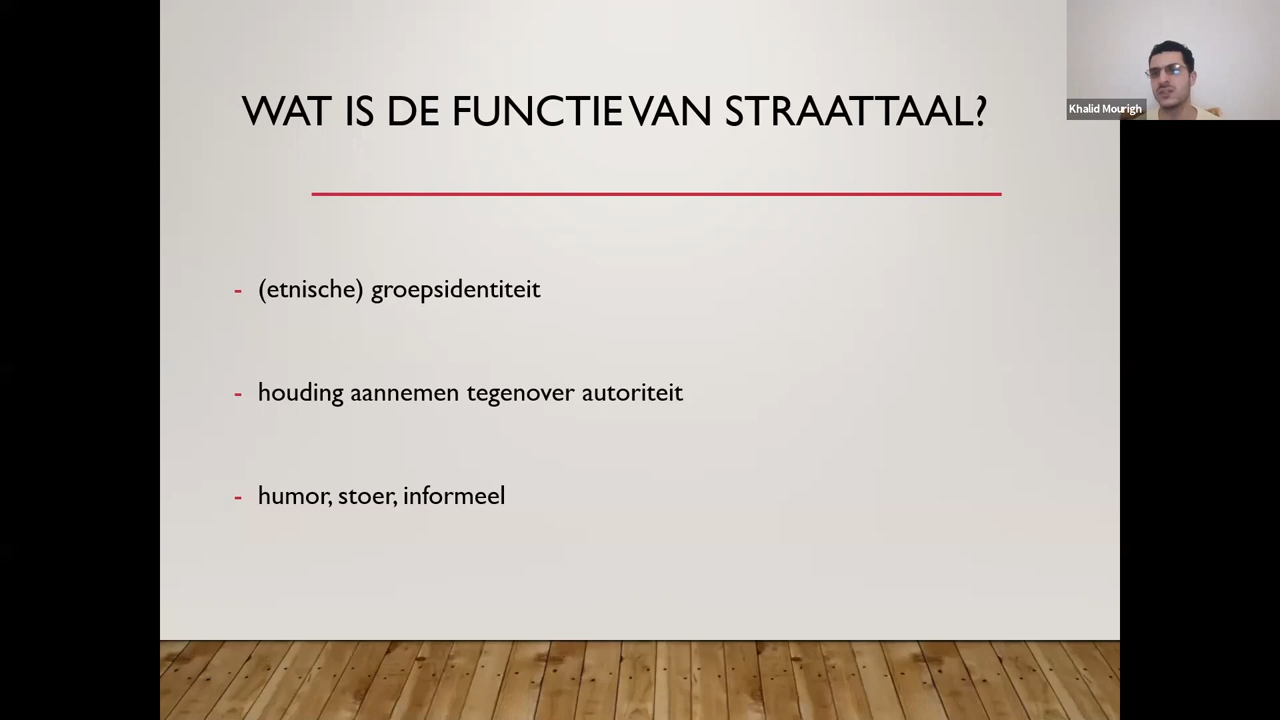 WAT IS DE FUNCTIE VAN STRAATTAAL?
Khalid Mourigh
- (etnische) groepsidentiteit
- houding aannemen tegenover autoriteit
- humor, stoer, informeel